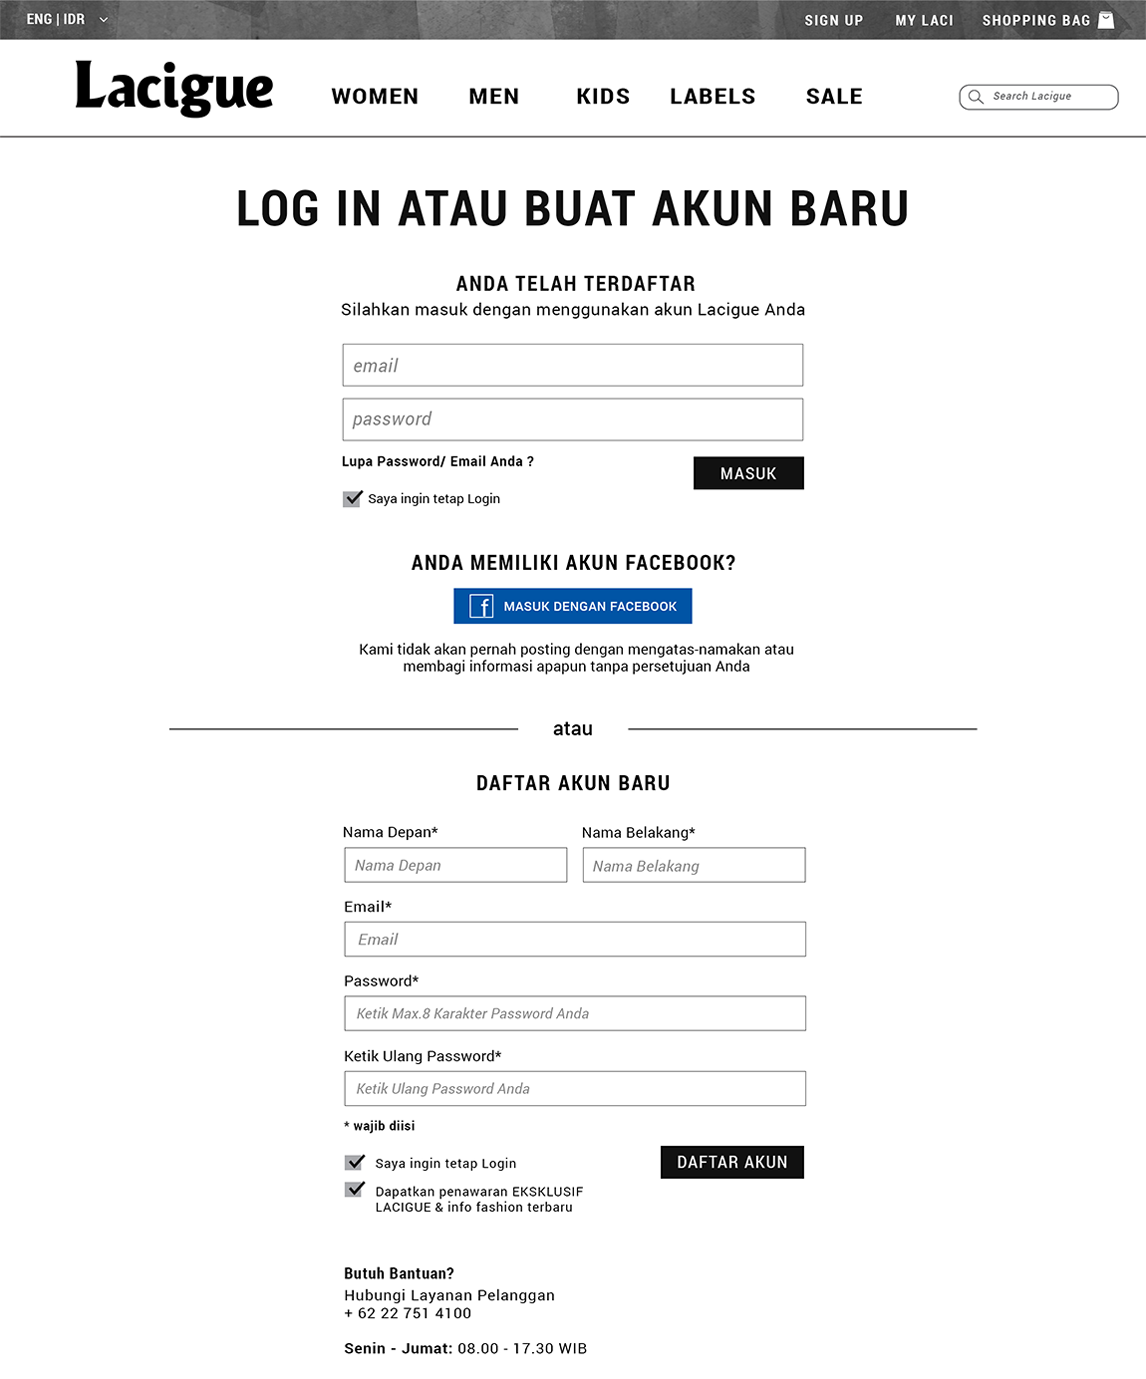 ENG | IDR
SIGN UP
MY LACI
SHOPPING BAG
Lacigue
WOMEN
MEN
KIDS
LABELS
SALE
Search Lacigue
LOG IN ATAU BUAT AKUN BARU
ANDA TELAH TERDAFTAR
Silahkan masuk dengan menggunakan akun Lacigue Anda
email
password
Lupa Password/ Email Anda ?
MASUK
Saya ingin tetap Login
ANDA MEMILIKI AKUN FACEBOOK?
f MASUK DENGAN FACEBOOK
Kami tidak akan pernah posting dengan mengatas-namakan atau
membagi informasi apapun tanpa persetujuan Anda
atau
DAFTAR AKUN BARU
Nama Depan*
Nama Belakang*
Nama Depan
Nama Belakang
Email*
Email
Password*
Ketik Max.8 Karakter Password Anda
Ketik Ulang Password*
Ketik Ulang Password Anda
* wajib diisi
Saya ingin tetap Login
DAFTAR AKUN
Dapatkan penawaran EKSKLUSIF
LACIGUE & info fashion terbaru
Butuh Bantuan?
Hubungi Layanan Pelanggan
+ 62 22 751 4100
Senin - Jumat: 08.00 - 17.30 WIB